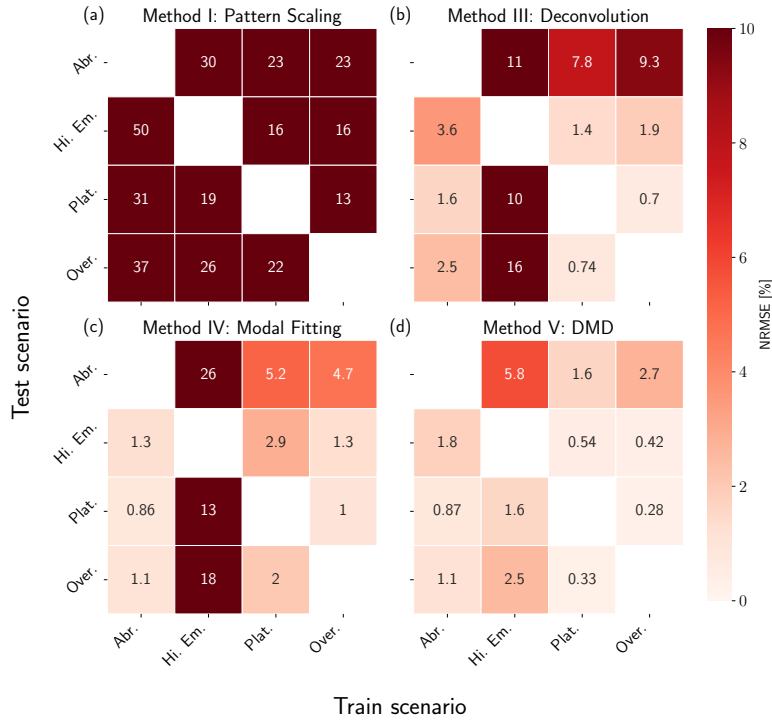 (a) Method I: Pattern Scaling
Abr. 30 23 23
Hi. Em. 50 16 16
Plat. 31 19 13
Over. 37 26 22
(b) Method III: Deconvolution
11 7.8 9.3
3.6 1.4 1.9
1.6 10 0.7
2.5 16 0.74
(c) Method IV: Modal Fitting
Abr. 26 5.2 4.7
Hi. Em. 1.3 2.9 1.3
Plat. 0.86 13 1
Over. 1.1 18 2
Abr. Hi. Em. Plat. Over.
(d) Method V: DMD
5.8 1.6 2.7
1.8 0.54 0.42
0.87 1.6 0.28
1.1 2.5 0.33
Abr. Hi. Em. Plat. Over.
Test scenario
Train scenario
10
8
6
4
2
0
NRMSE [%]